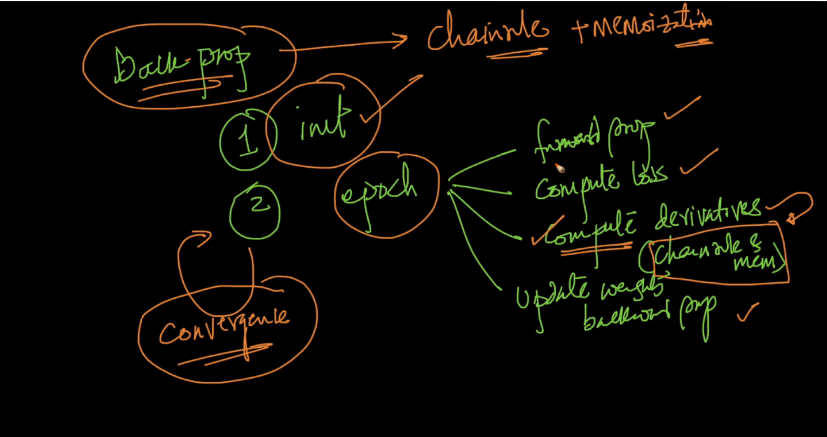 Back-prop
chainrule + memoization
1 init
2 epoch
forward prop
compute loss
compute derivatives
(chainrule & mem)
update weights
backward prop
convergence